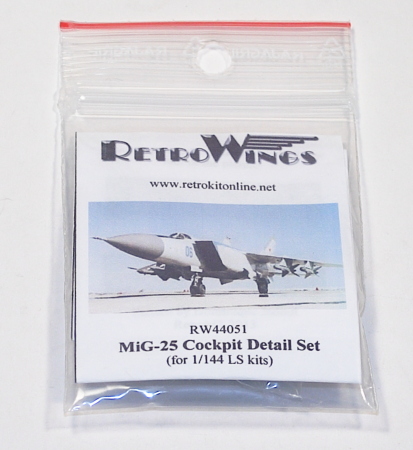 RETROWINGS
www.retrokitonline.net
RW44051
MiG-25 Cockpit Detail Set
(for 1/144 LS kits)